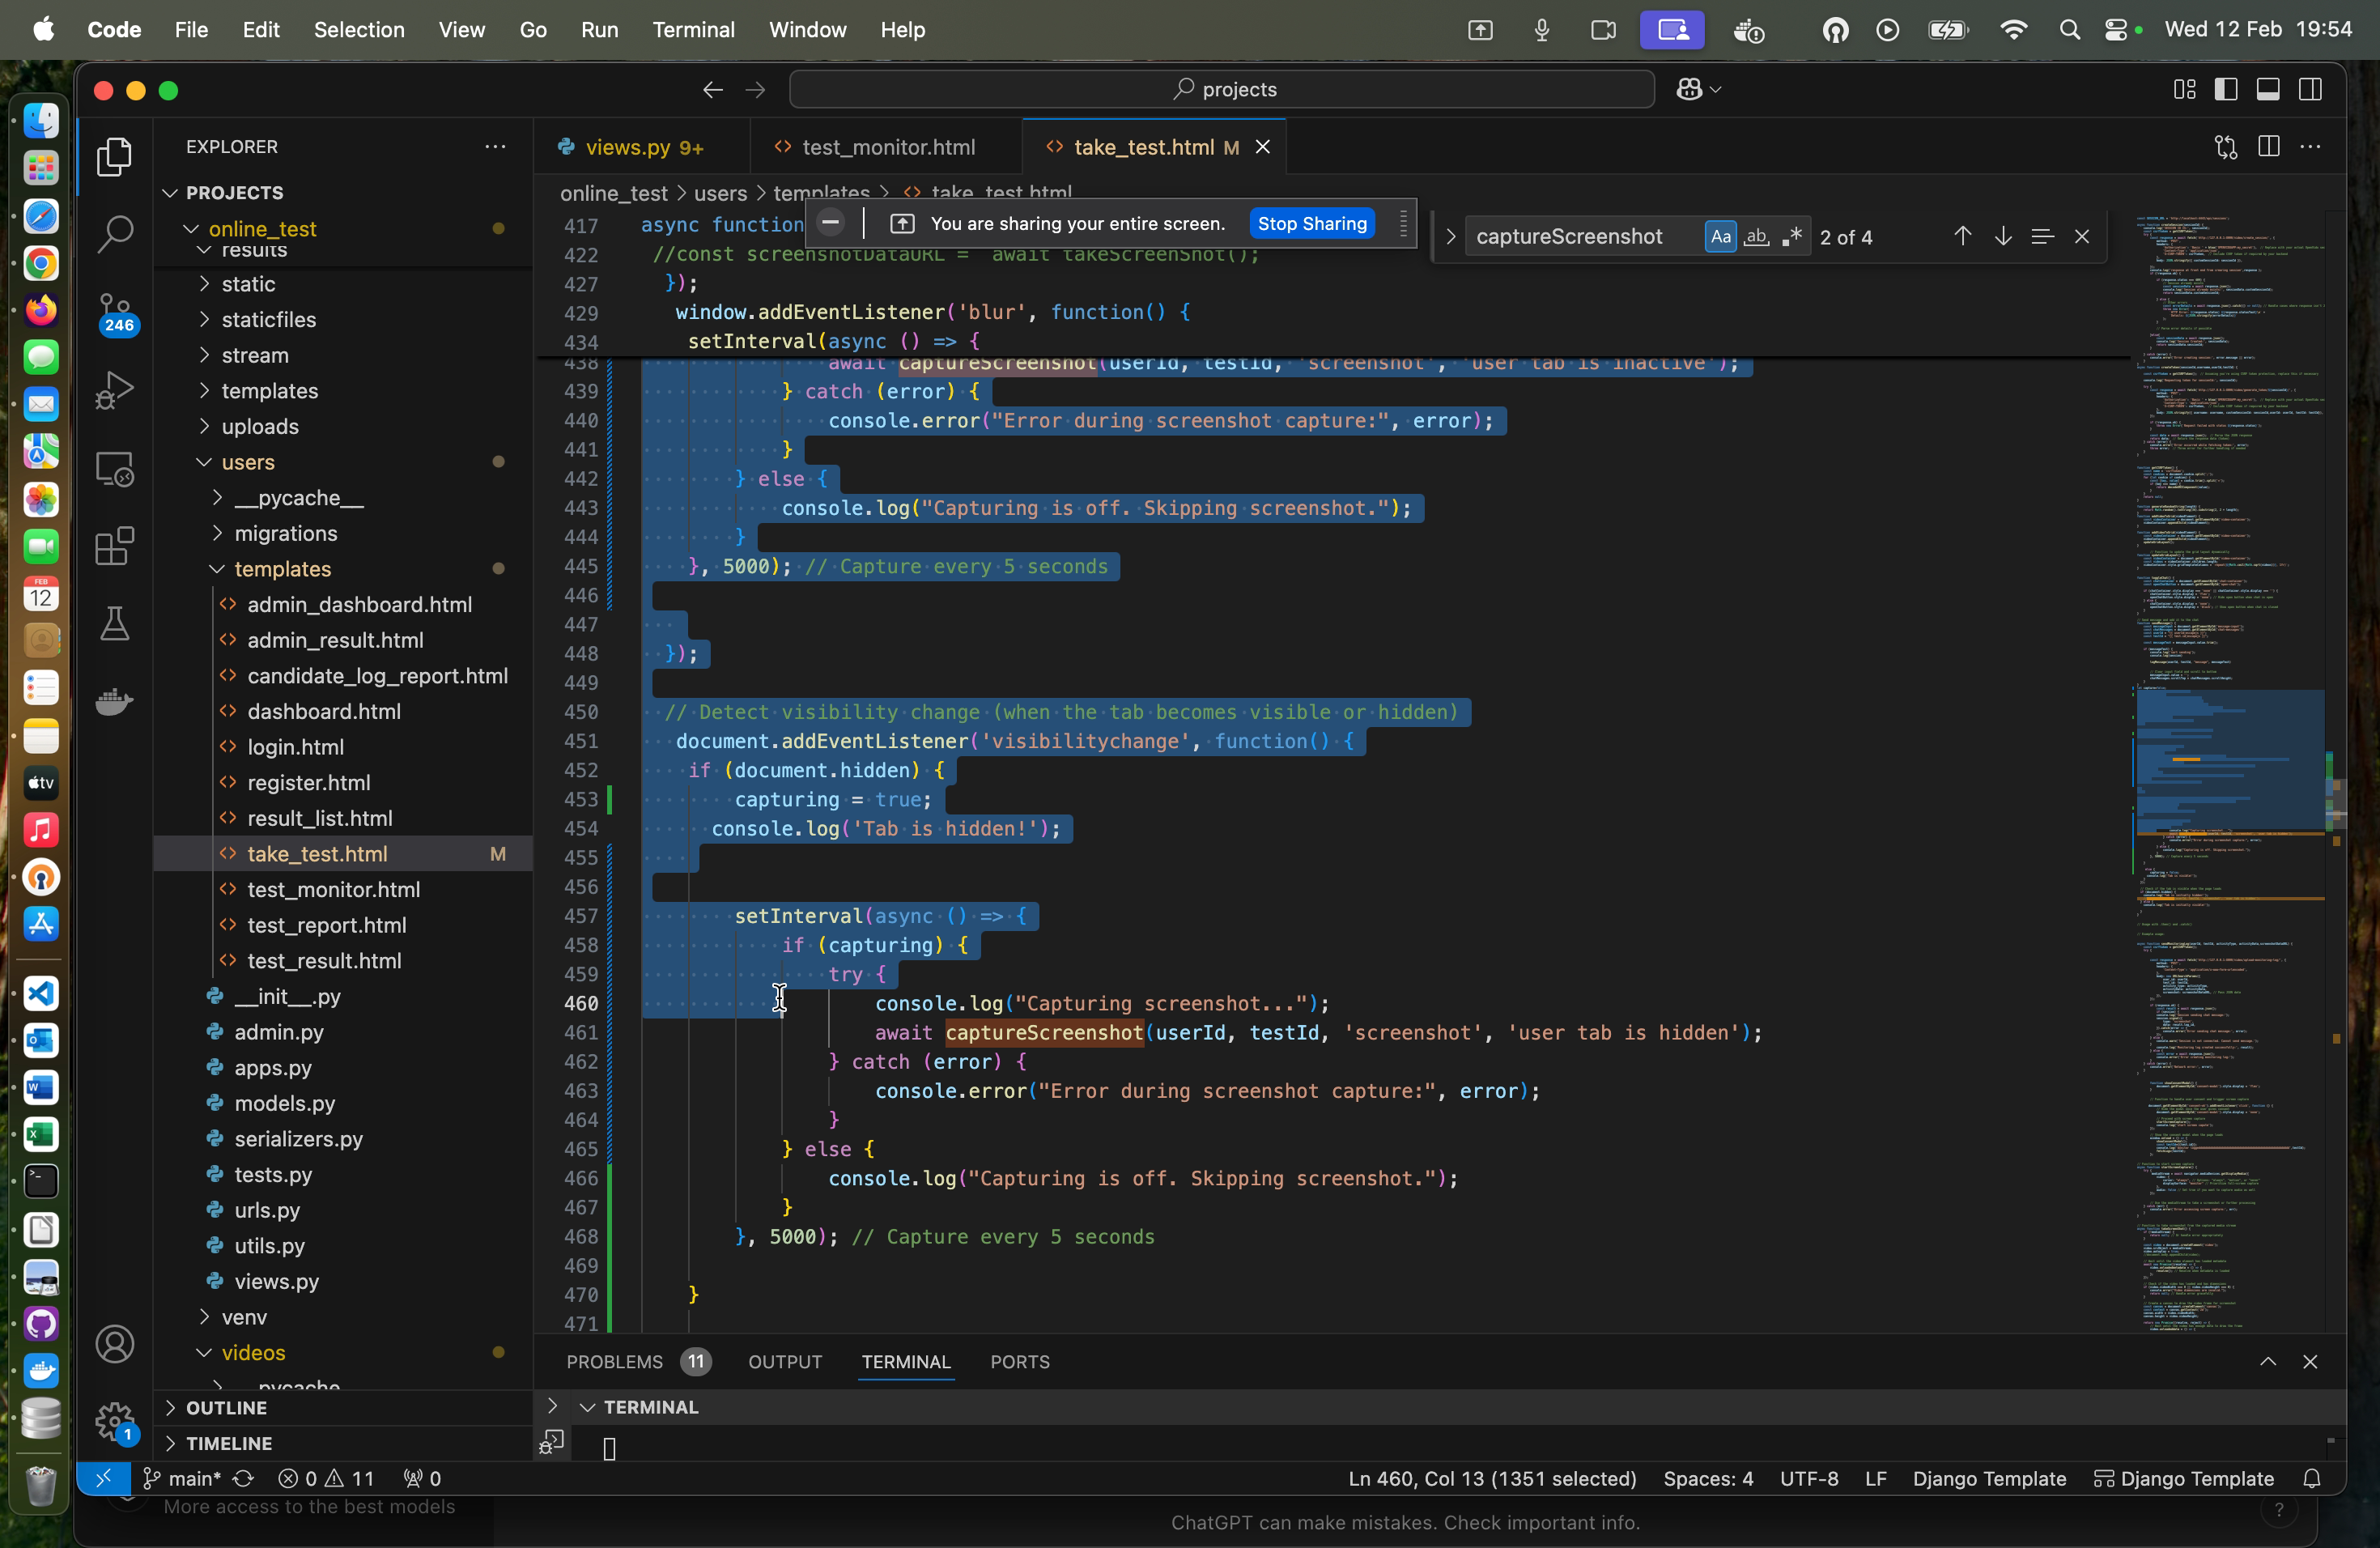 Code File Edit Selection View Go Run Terminal Window Help Wed 12 Feb 19:54
projects
EXPLORER
PROJECTS
online_test
results
static
staticfiles
stream
templates
uploads
users
__pycache__
migrations
templates
admin_dashboard.html
admin_result.html
candidate_log_report.html
dashboard.html
login.html
register.html
result_list.html
take_test.html M
test_monitor.html
test_report.html
test_result.html
__init__.py
admin.py
apps.py
models.py
serializers.py
tests.py
urls.py
utils.py
views.py
venv
videos
__pycache__
OUTLINE
TIMELINE
246
1
FEB
12
tv
views.py 9+ test_monitor.html take_test.html M
online_test > users > templates > take_test.html
You are sharing your entire screen. Stop Sharing
captureScreenshot Aa ab 2 of 4
417 async function
422 //const screenshotDataURL = await takeScreenShot();
427 });
429 window.addEventListener('blur', function() {
434 setInterval(async () => {
438 await captureScreenshot(userId, testId, 'screenshot', 'user tab is inactive');
439 } catch (error) {
440 console.error("Error during screenshot capture:", error);
441 }
442 } else {
443 console.log("Capturing is off. Skipping screenshot.");
444 }
445 }, 5000); // Capture every 5 seconds
446
447
448 });
449
450 // Detect visibility change (when the tab becomes visible or hidden)
451 document.addEventListener('visibilitychange', function() {
452 if (document.hidden) {
453 capturing = true;
454 console.log('Tab is hidden!');
455
456
457 setInterval(async () => {
458 if (capturing) {
459 try {
460 console.log("Capturing screenshot...");
461 await captureScreenshot(userId, testId, 'screenshot', 'user tab is hidden');
462 } catch (error) {
463 console.error("Error during screenshot capture:", error);
464 }
465 } else {
466 console.log("Capturing is off. Skipping screenshot.");
467 }
468 }, 5000); // Capture every 5 seconds
469
470 }
471
PROBLEMS 11 OUTPUT TERMINAL PORTS
TERMINAL
main* 0 11 0 Ln 460, Col 13 (1351 selected) Spaces: 4 UTF-8 LF Django Template Django Template
More access to the best models
ChatGPT can make mistakes. Check important info.
?